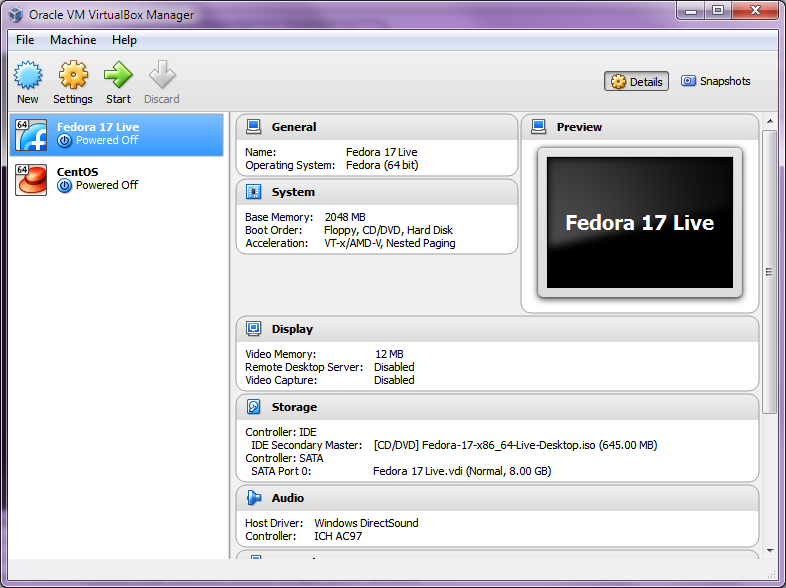 Oracle VM VirtualBox Manager
File Machine Help
New Settings Start Discard
Details Snapshots
64 Fedora 17 Live
Powered Off
64 CentOS
Powered Off
General
Name: Fedora 17 Live
Operating System: Fedora (64 bit)
System
Base Memory: 2048 MB
Boot Order: Floppy, CD/DVD, Hard Disk
Acceleration: VT-x/AMD-V, Nested Paging
Preview
Fedora 17 Live
Display
Video Memory: 12 MB
Remote Desktop Server: Disabled
Video Capture: Disabled
Storage
Controller: IDE
IDE Secondary Master: [CD/DVD] Fedora-17-x86_64-Live-Desktop.iso (645.00 MB)
Controller: SATA
SATA Port 0: Fedora 17 Live.vdi (Normal, 8.00 GB)
Audio
Host Driver: Windows DirectSound
Controller: ICH AC97